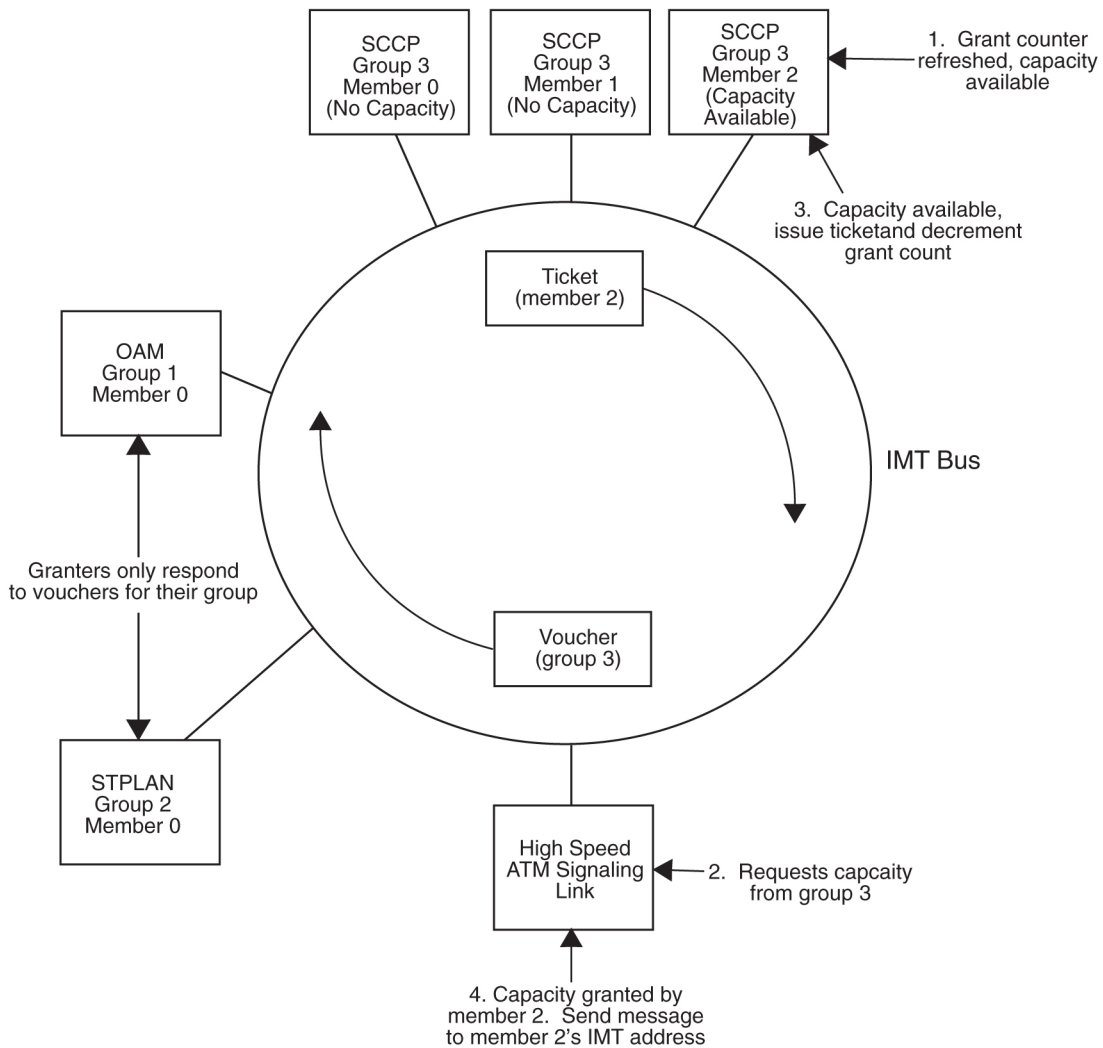 SCCP
Group 3
Member 0
(No Capacity)
SCCP
Group 3
Member 1
(No Capacity)
SCCP
Group 3
Member 2
(Capacity
Available)
1. Grant counter
refreshed, capacity
available
3. Capacity available,
issue ticketand decrement
grant count
Ticket
(member 2)
OAM
Group 1
Member 0
IMT Bus
Granters only respond
to vouchers for their group
Voucher
(group 3)
STPLAN
Group 2
Member 0
High Speed
ATM Signaling
Link
2. Requests capcaity
from group 3
4. Capacity granted by
member 2. Send message
to member 2's IMT address